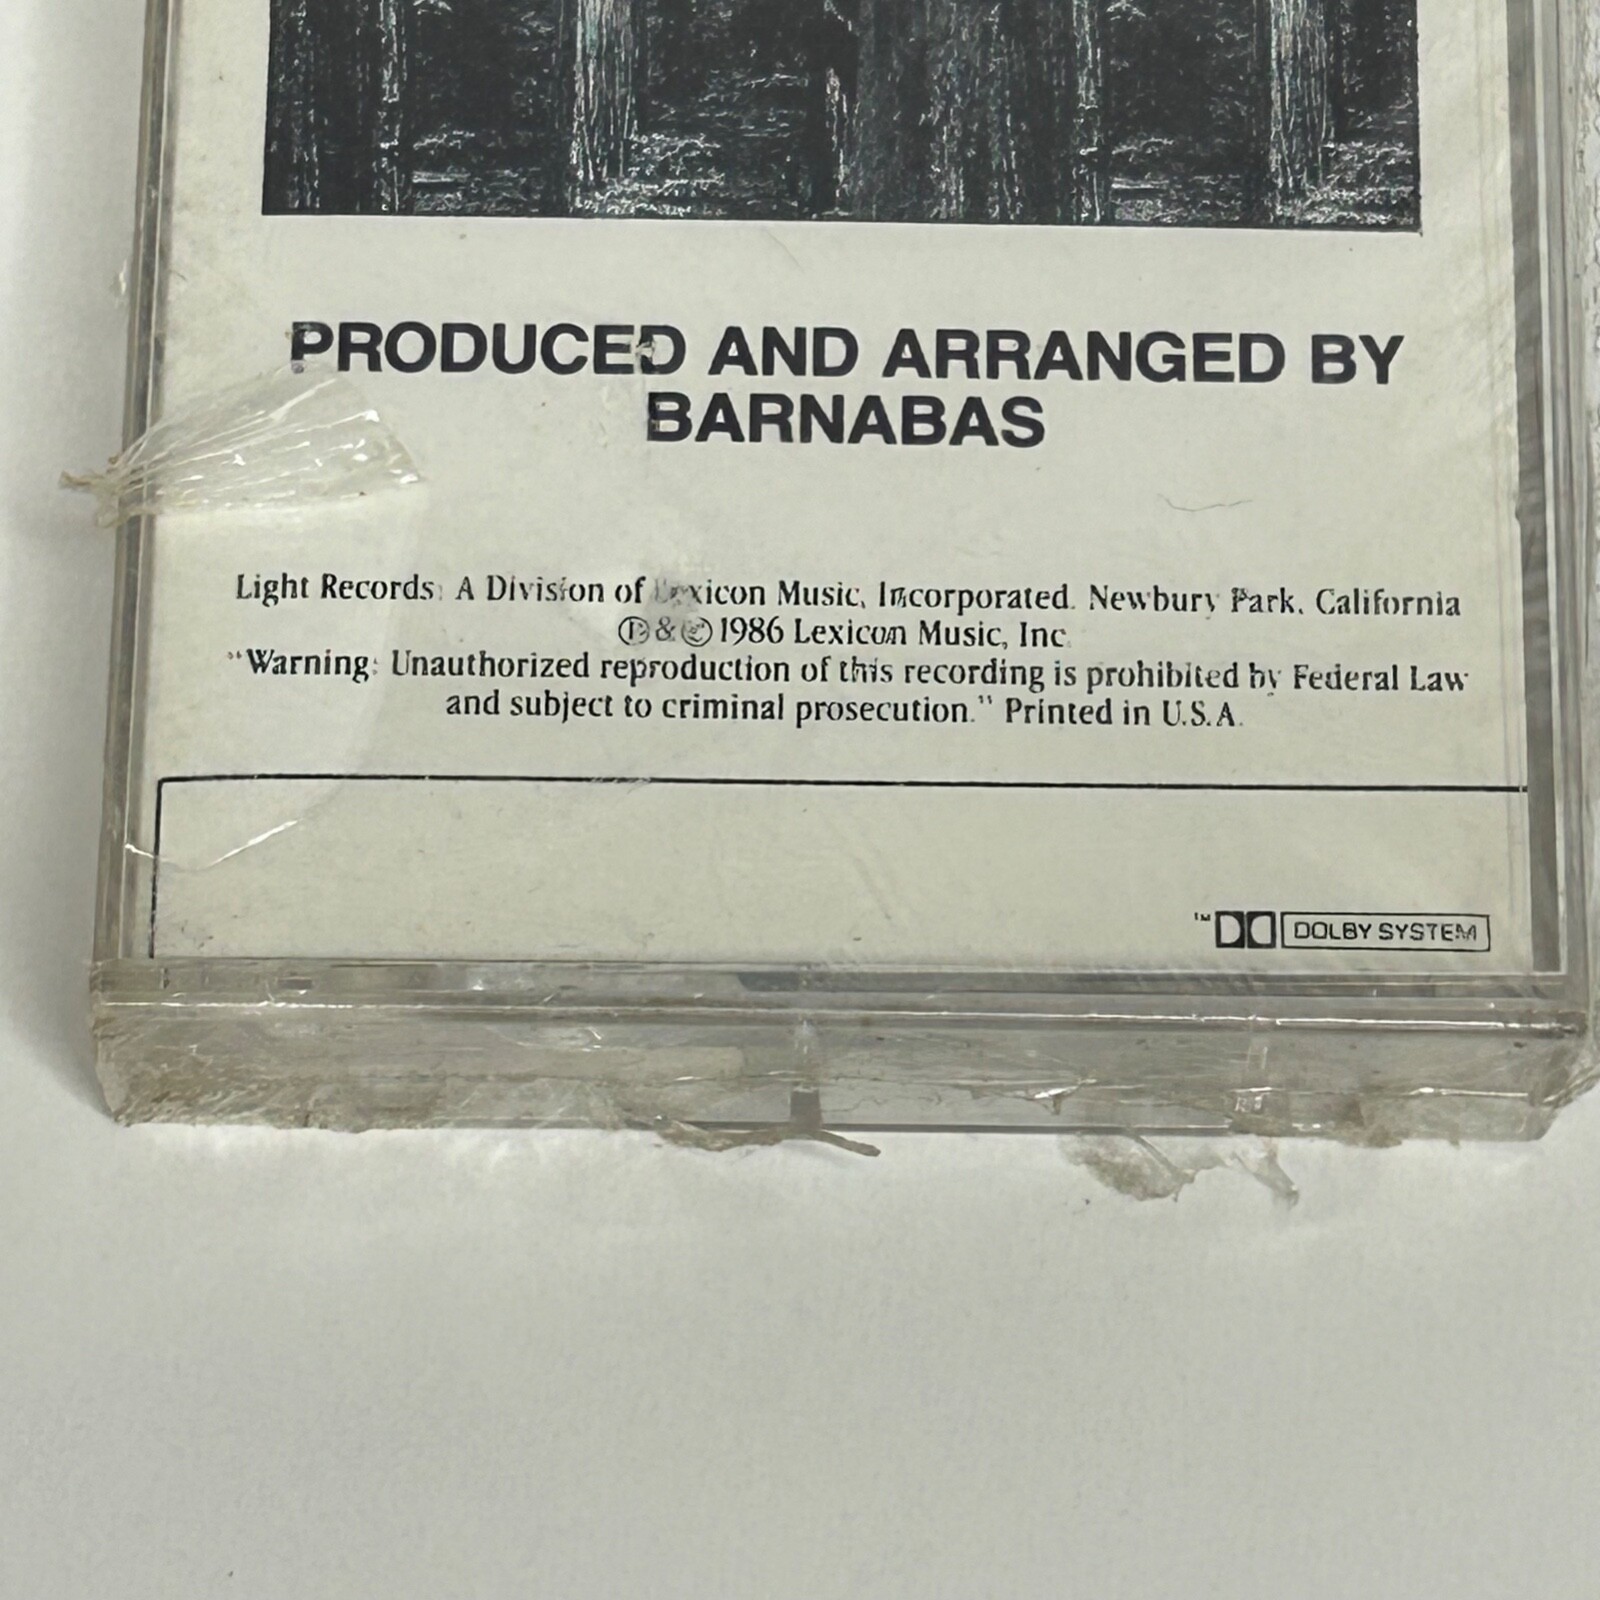 PRODUCED AND ARRANGED BY
BARNABAS
Light Records: A Division of Lexicon Music, Incorporated. Newbury Park, California
Ⓟ&© 1986 Lexicon Music, Inc.
"Warning: Unauthorized reproduction of this recording is prohibited by Federal Law
and subject to criminal prosecution." Printed in U.S.A.
™ DOLBY SYSTEM